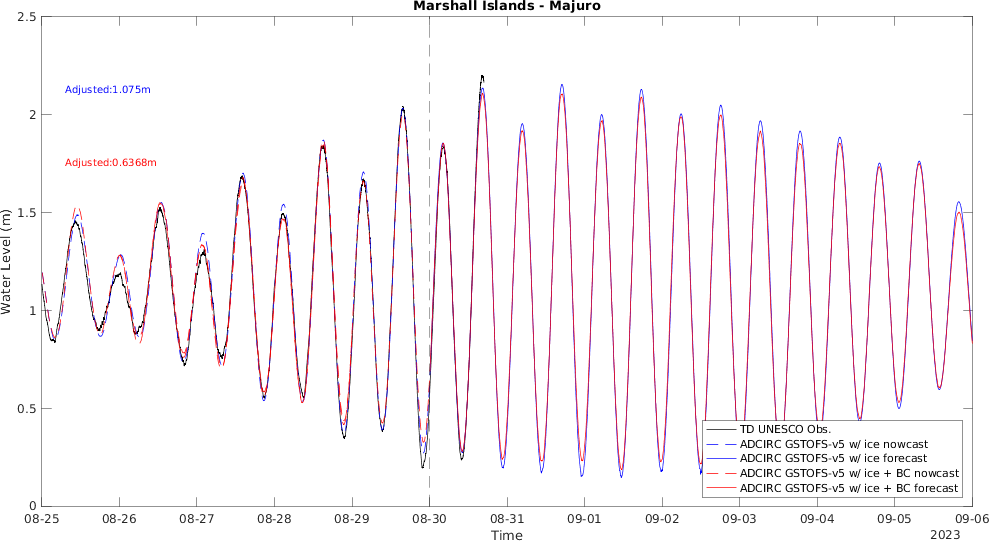 Marshall Islands - Majuro
2.5
2
1.5
1
0.5
0
Water Level (m)
Adjusted:1.075m
Adjusted:0.6368m
TD UNESCO Obs.
ADCIRC GSTOFS-v5 w/ ice nowcast
ADCIRC GSTOFS-v5 w/ ice forecast
ADCIRC GSTOFS-v5 w/ ice + BC nowcast
ADCIRC GSTOFS-v5 w/ ice + BC forecast
08-25 08-26 08-27 08-28 08-29 08-30 08-31 09-01 09-02 09-03 09-04 09-05 09-06
Time
2023